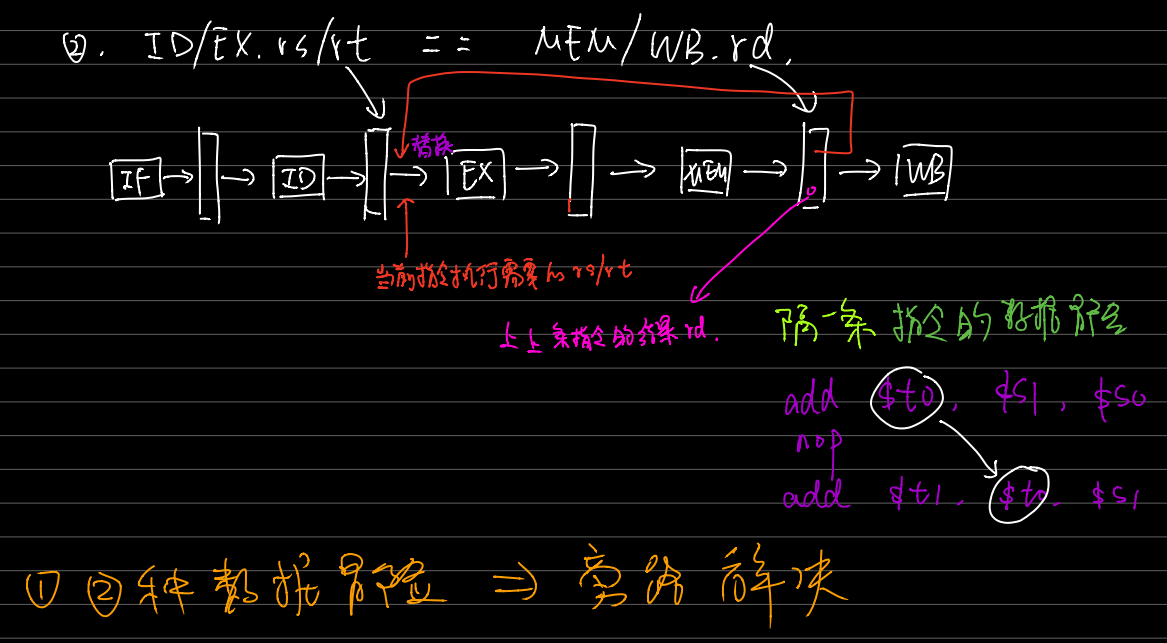 ②. ID/EX.rs/rt == MEM/WB.rd.
替换
IF ID EX MEM WB
当前指令执行需要的 rs/rt
上上条指令的结果rd.
隔一条指令的数据冒险
add $t0, $s1, $s0
nop
add $t1, $t0, $s1
①②种数据冒险 ⇒ 旁路解决